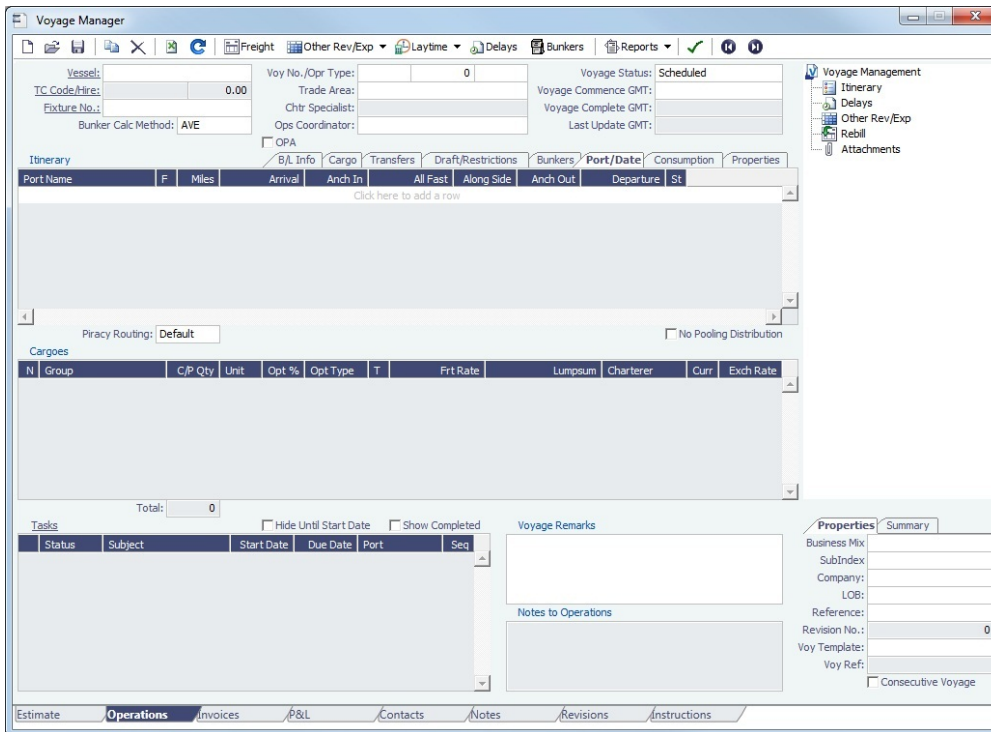 Voyage Manager
Freight Other Rev/Exp Laytime Delays Bunkers Reports
Vessel: Voy No./Opr Type: 0 Voyage Status: Scheduled
TC Code/Hire: 0.00 Trade Area: Voyage Commence GMT:
Fixture No.: Chtr Specialist: Voyage Complete GMT:
Bunker Calc Method: AVE Ops Coordinator: Last Update GMT:
OPA
Voyage Management
Itinerary
Delays
Other Rev/Exp
Rebill
Attachments
Itinerary B/L Info Cargo Transfers Draft/Restrictions Bunkers Port/Date Consumption Properties
Port Name F Miles Arrival Anch In All Fast Along Side Anch Out Departure St
Click here to add a row
Piracy Routing: Default No Pooling Distribution
Cargoes
N Group C/P Qty Unit Opt % Opt Type T Frt Rate Lumpsum Charterer Curr Exch Rate
Total: 0
Tasks Hide Until Start Date Show Completed
Status Subject Start Date Due Date Port Seq
Voyage Remarks
Notes to Operations
Properties Summary
Business Mix
SubIndex
Company:
LOB:
Reference:
Revision No.: 0
Voy Template:
Voy Ref:
Consecutive Voyage
Estimate Operations Invoices P&L Contacts Notes Revisions Instructions